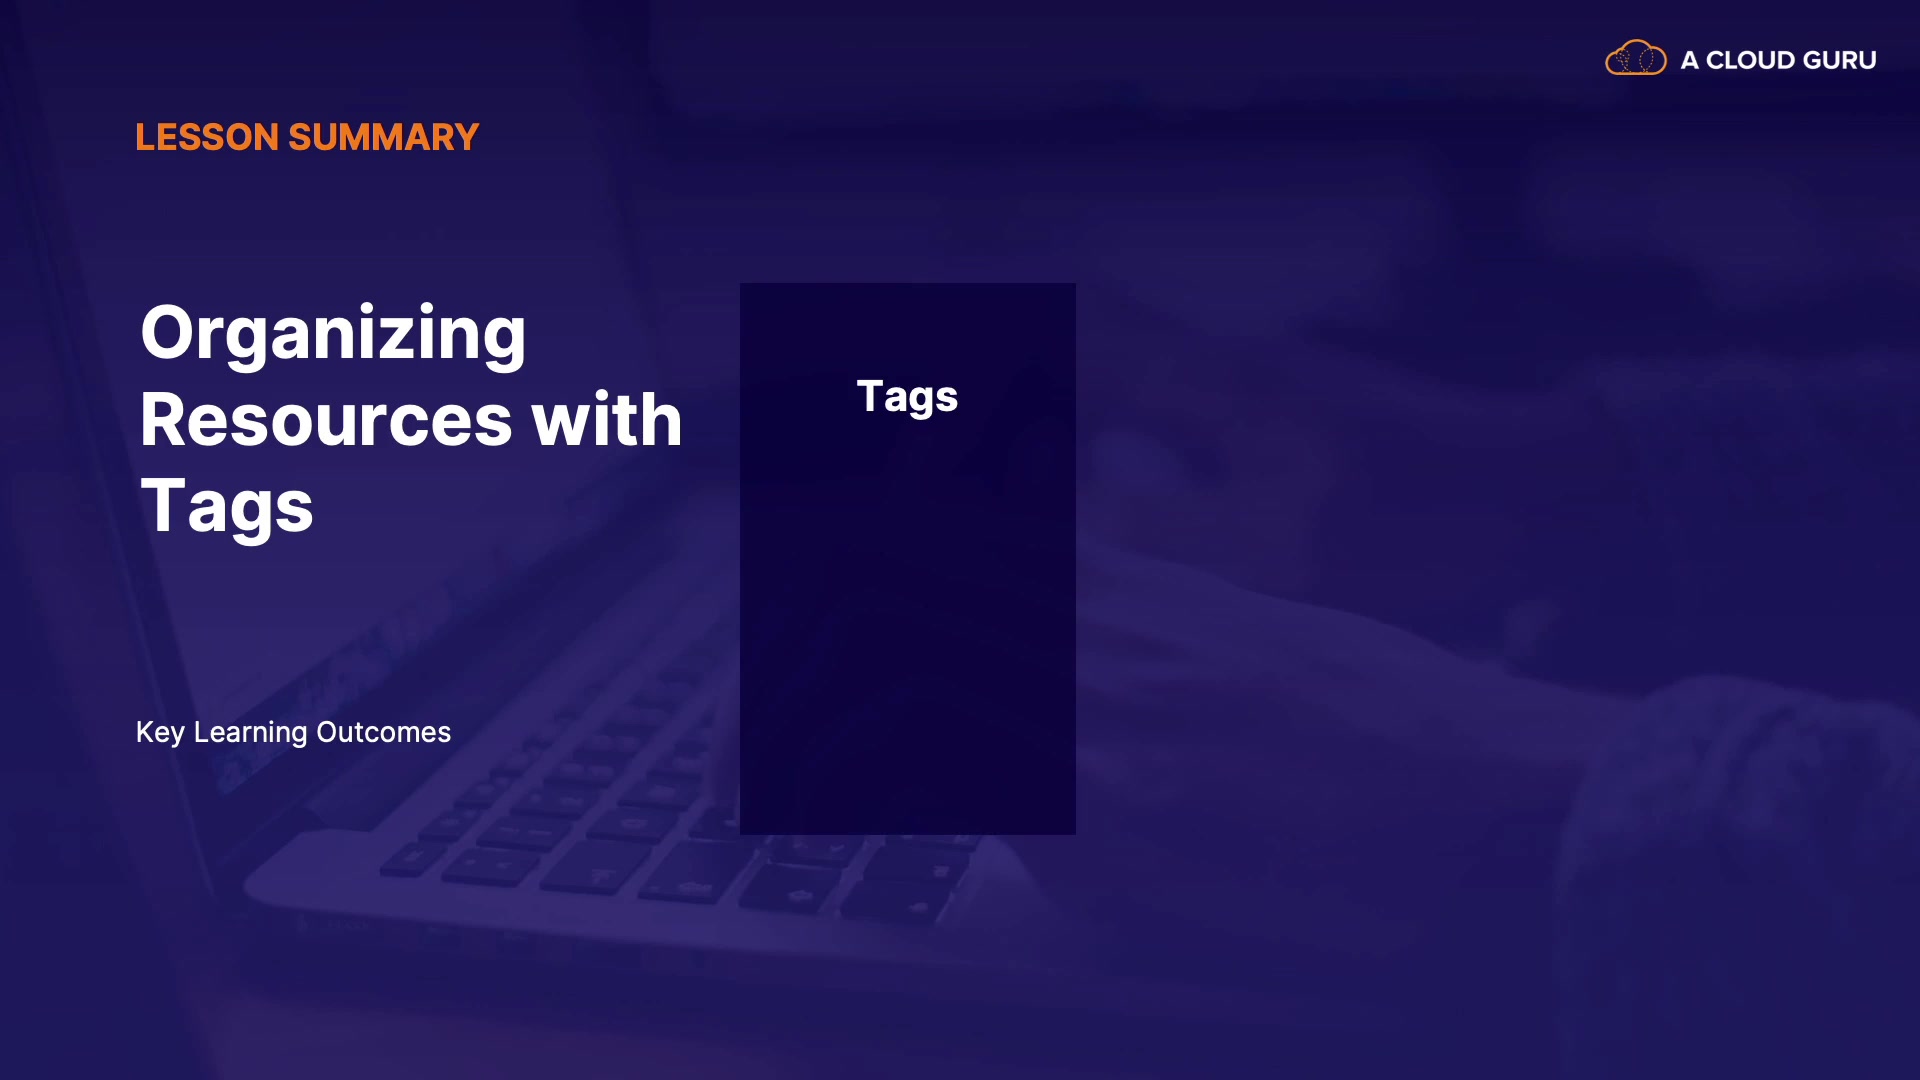 A CLOUD GURU
LESSON SUMMARY
Organizing
Resources with
Tags
Tags
Key Learning Outcomes